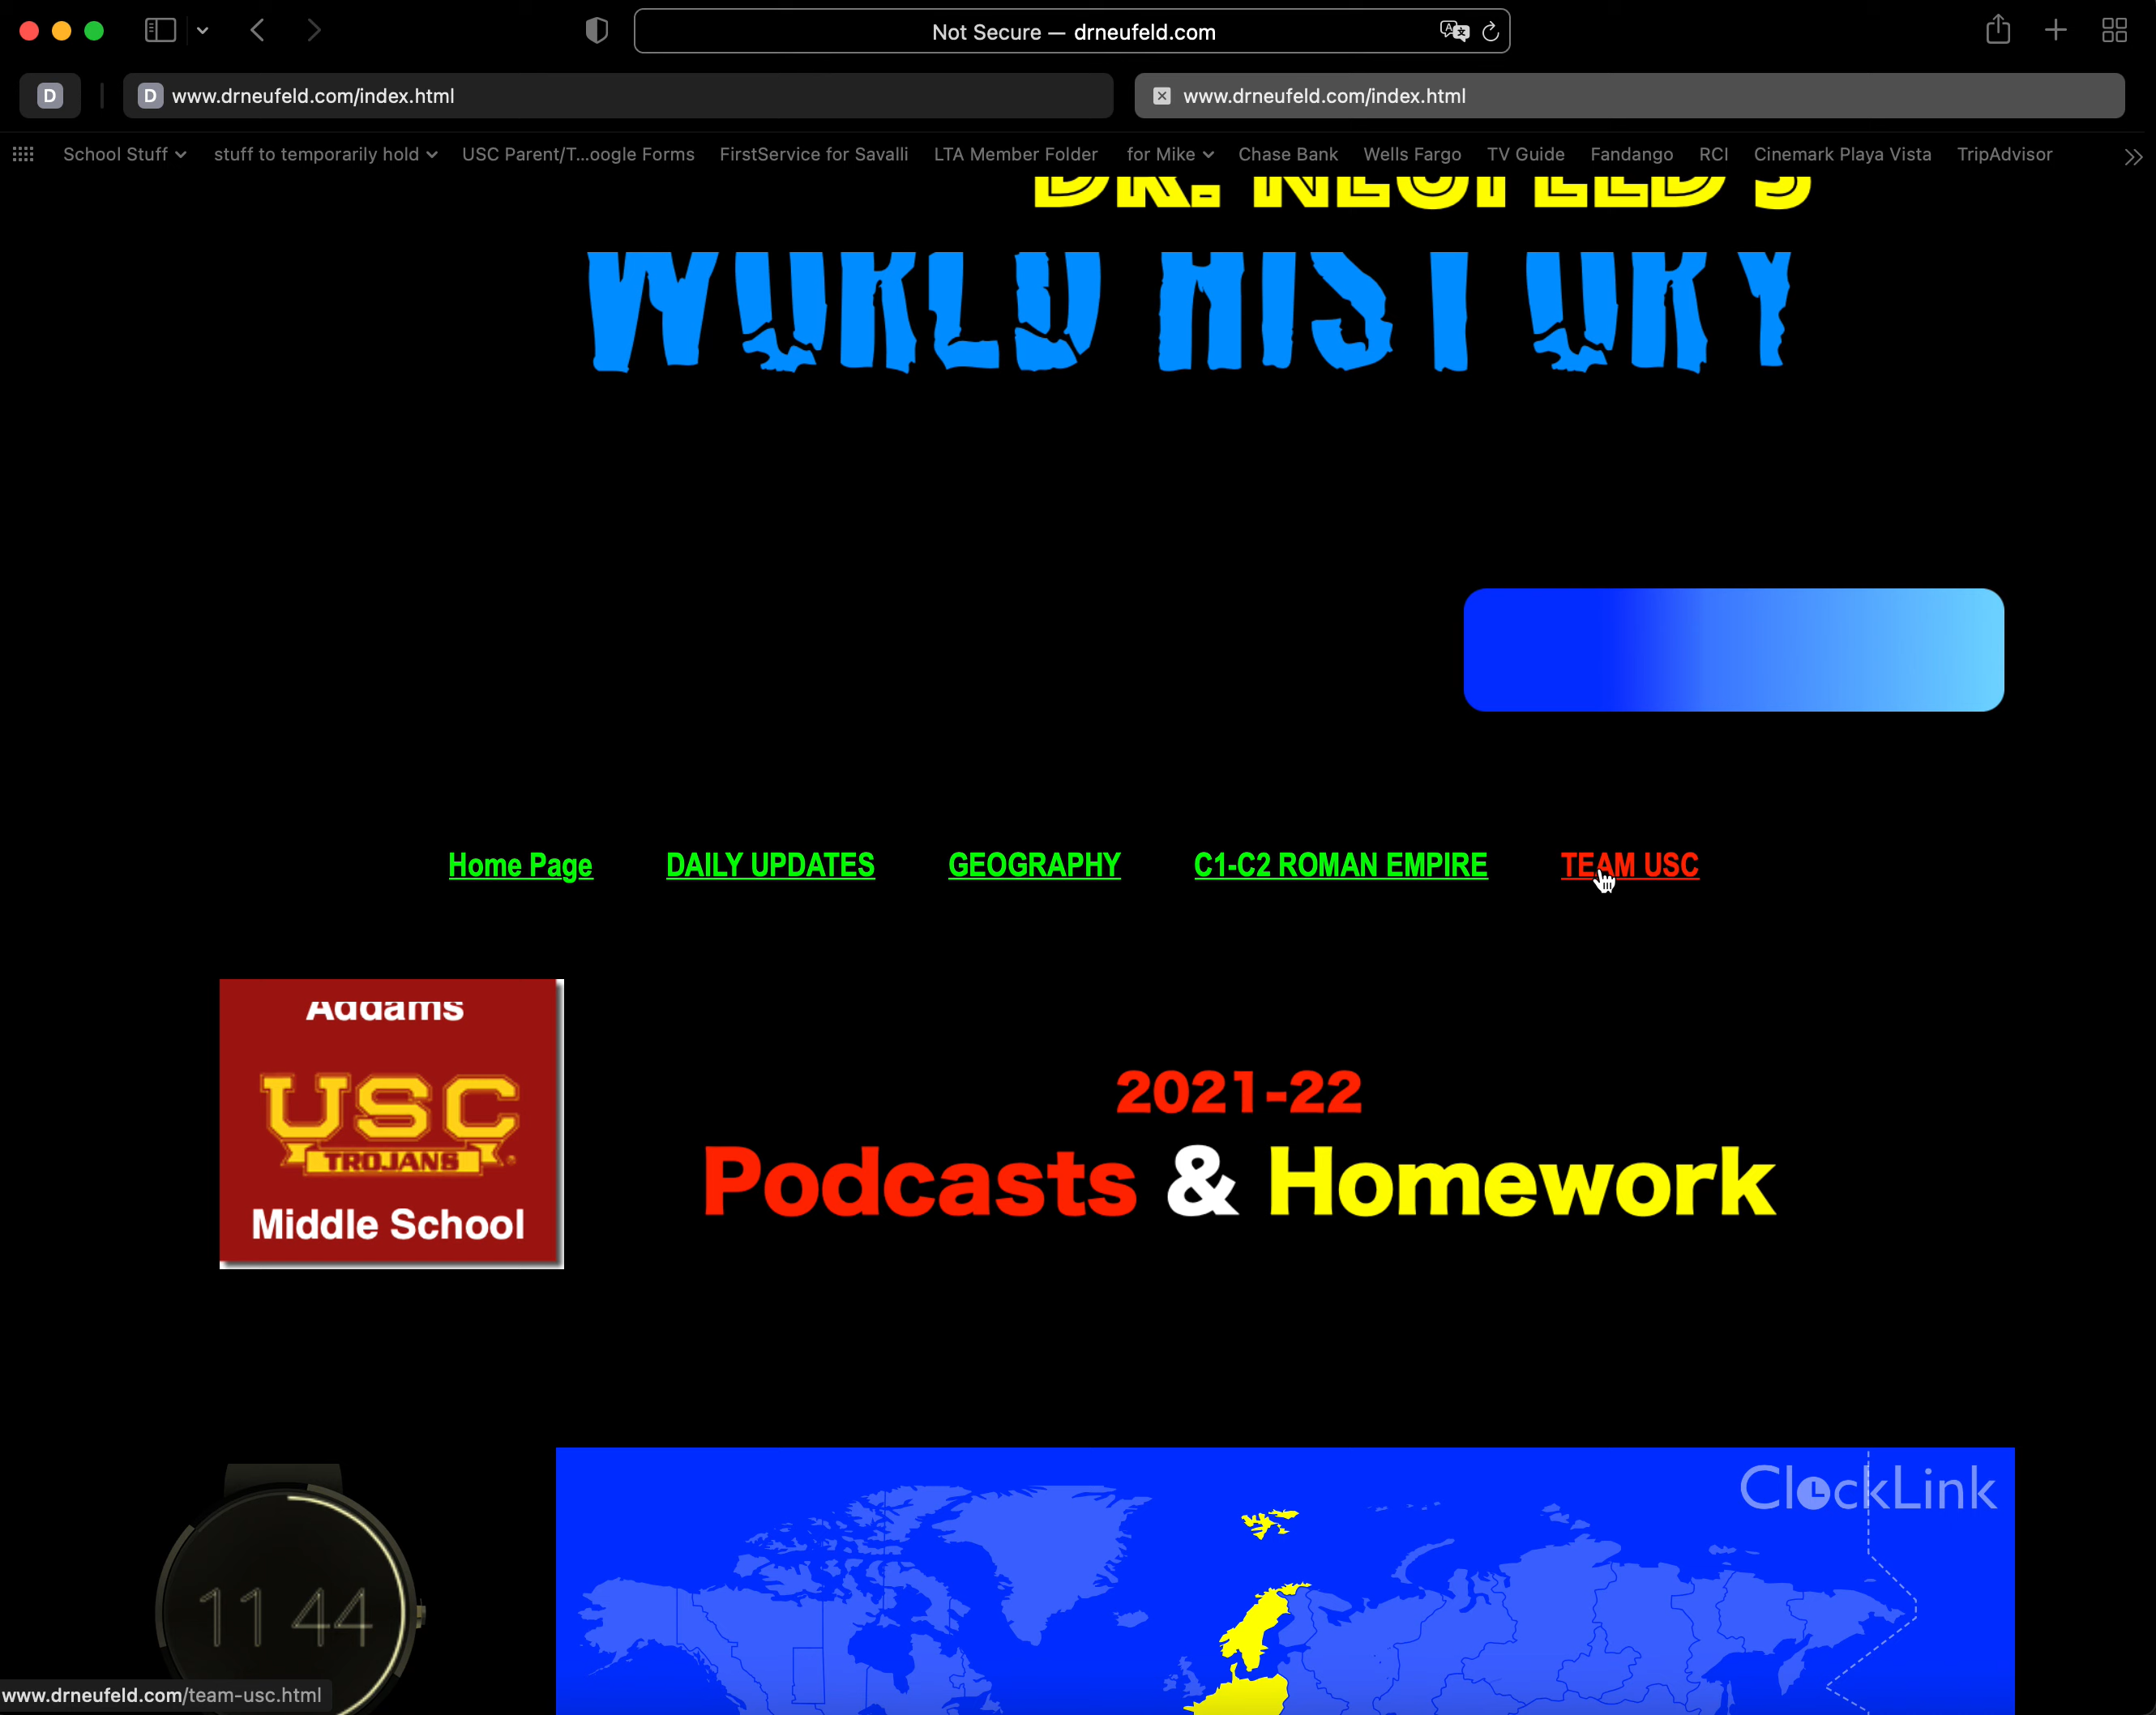 Not Secure — drneufeld.com
D
D www.drneufeld.com/index.html
www.drneufeld.com/index.html
School Stuff
stuff to temporarily hold
USC Parent/T...oogle Forms
FirstService for Savalli
LTA Member Folder
for Mike
Chase Bank
Wells Fargo
TV Guide
Fandango
RCI
Cinemark Playa Vista
TripAdvisor
DR. NEUFELD'S
WORLD HISTORY
Home Page
DAILY UPDATES
GEOGRAPHY
C1-C2 ROMAN EMPIRE
TEAM USC
Addams
USC
TROJANS
Middle School
2021-22
Podcasts & Homework
ClockLink
11 44
www.drneufeld.com/team-usc.html